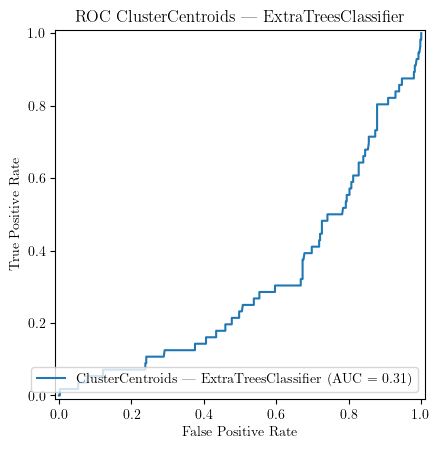 ROC ClusterCentroids — ExtraTreesClassifier
1.0
0.8
0.6
0.4
0.2
0.0
True Positive Rate
ClusterCentroids — ExtraTreesClassifier (AUC = 0.31)
0.0 0.2 0.4 0.6 0.8 1.0
False Positive Rate